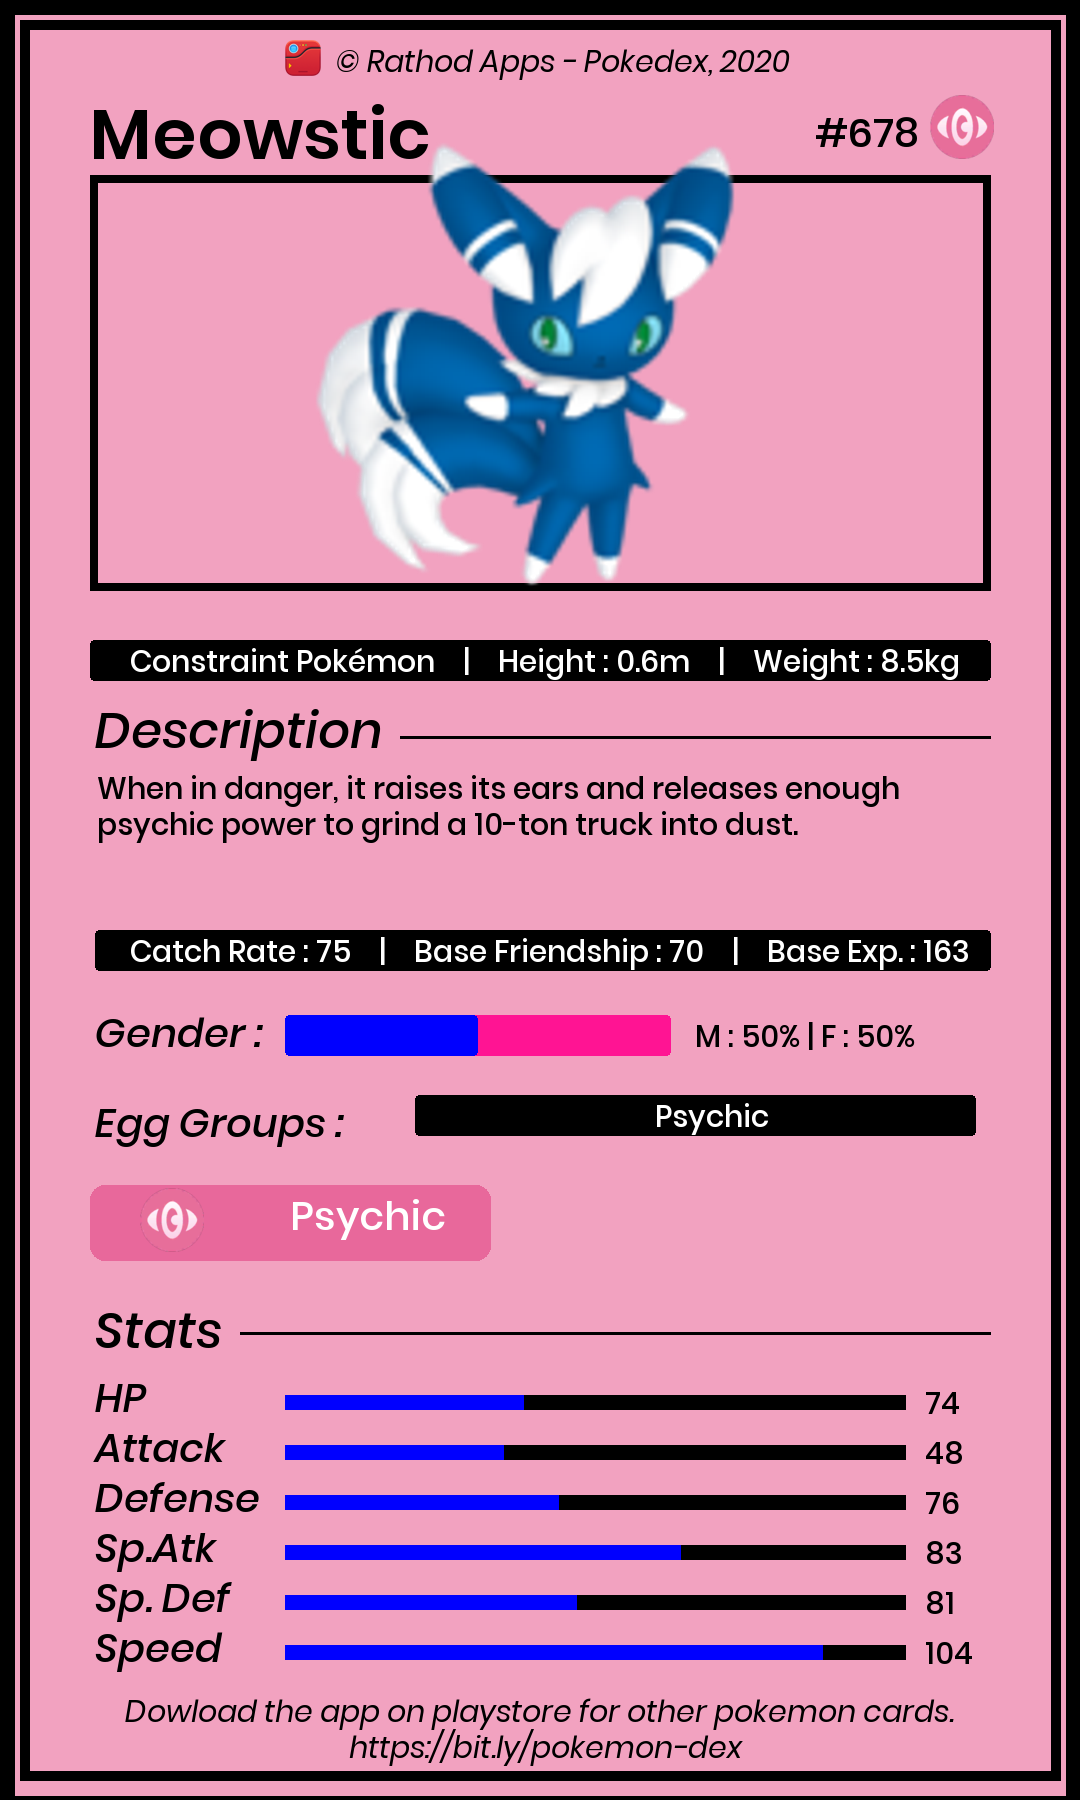 © Rathod Apps - Pokedex, 2020
Meowstic
#678
Constraint Pokémon | Height : 0.6m | Weight : 8.5kg
Description
When in danger, it raises its ears and releases enough
psychic power to grind a 10-ton truck into dust.
Catch Rate : 75 | Base Friendship : 70 | Base Exp. : 163
Gender : M : 50% | F : 50%
Egg Groups : Psychic
Psychic
Stats
HP 74
Attack 48
Defense 76
Sp.Atk 83
Sp. Def 81
Speed 104
Dowload the app on playstore for other pokemon cards.
https://bit.ly/pokemon-dex